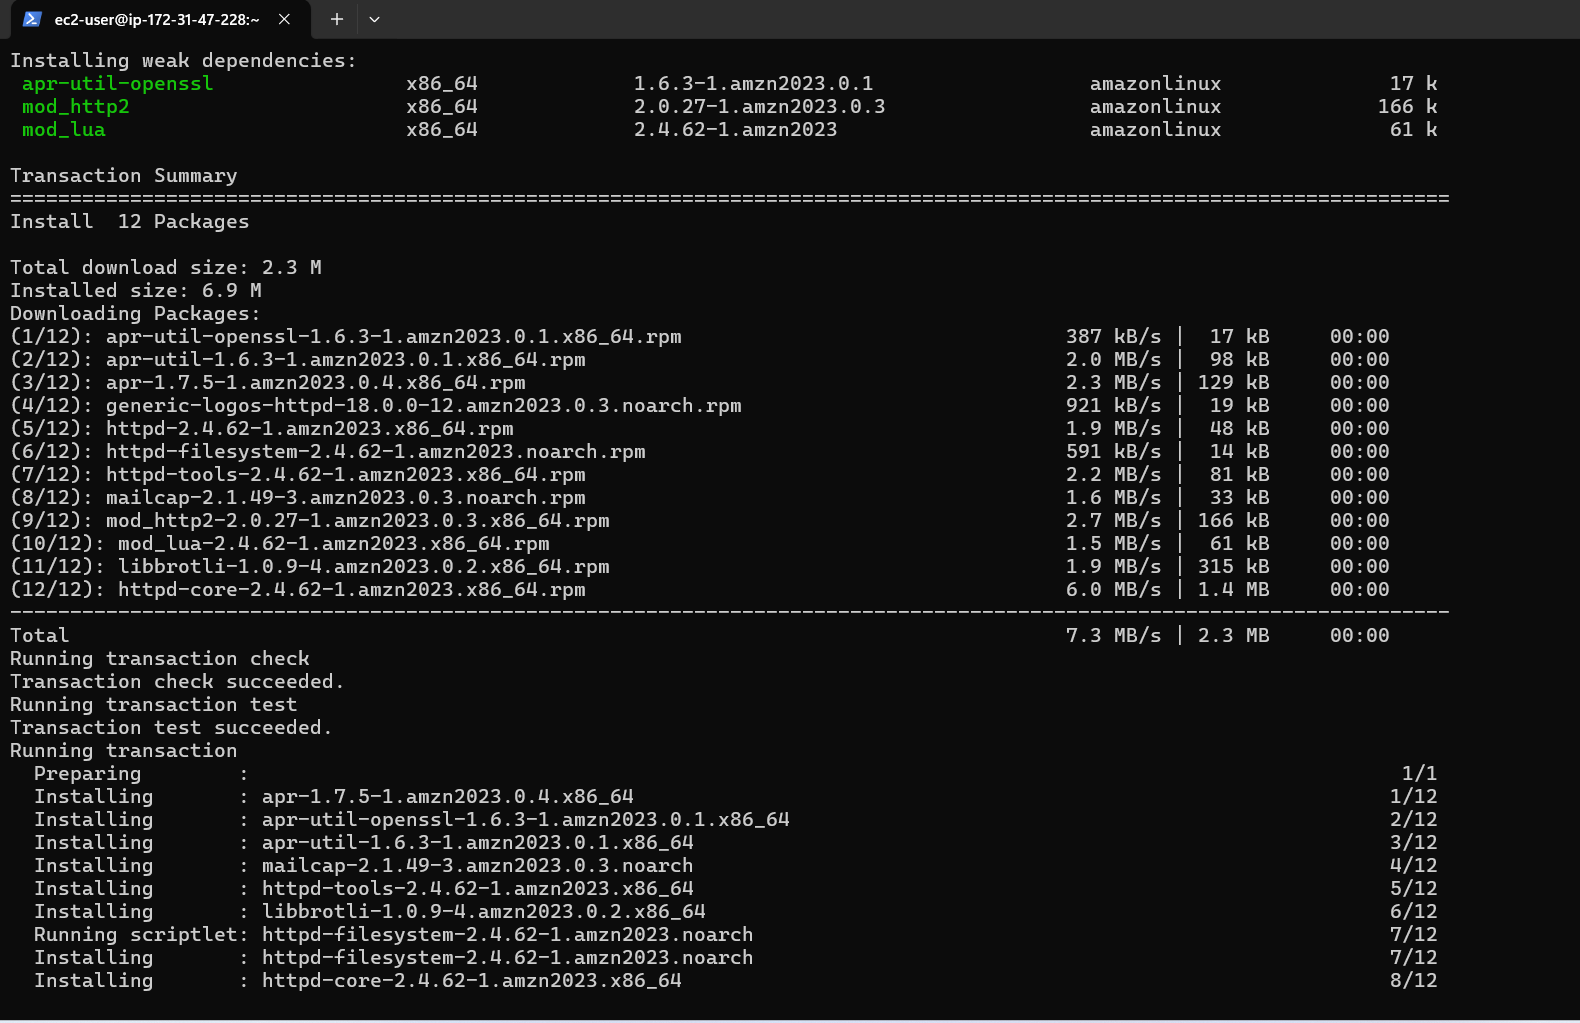 ec2-user@ip-172-31-47-228:~
Installing weak dependencies:
apr-util-openssl x86_64 1.6.3-1.amzn2023.0.1 amazonlinux 17 k
mod_http2 x86_64 2.0.27-1.amzn2023.0.3 amazonlinux 166 k
mod_lua x86_64 2.4.62-1.amzn2023 amazonlinux 61 k
Transaction Summary
========================================================================================================================
Install  12 Packages
Total download size: 2.3 M
Installed size: 6.9 M
Downloading Packages:
(1/12): apr-util-openssl-1.6.3-1.amzn2023.0.1.x86_64.rpm 387 kB/s |  17 kB 00:00
(2/12): apr-util-1.6.3-1.amzn2023.0.1.x86_64.rpm 2.0 MB/s |  98 kB 00:00
(3/12): apr-1.7.5-1.amzn2023.0.4.x86_64.rpm 2.3 MB/s | 129 kB 00:00
(4/12): generic-logos-httpd-18.0.0-12.amzn2023.0.3.noarch.rpm 921 kB/s |  19 kB 00:00
(5/12): httpd-2.4.62-1.amzn2023.x86_64.rpm 1.9 MB/s |  48 kB 00:00
(6/12): httpd-filesystem-2.4.62-1.amzn2023.noarch.rpm 591 kB/s |  14 kB 00:00
(7/12): httpd-tools-2.4.62-1.amzn2023.x86_64.rpm 2.2 MB/s |  81 kB 00:00
(8/12): mailcap-2.1.49-3.amzn2023.0.3.noarch.rpm 1.6 MB/s |  33 kB 00:00
(9/12): mod_http2-2.0.27-1.amzn2023.0.3.x86_64.rpm 2.7 MB/s | 166 kB 00:00
(10/12): mod_lua-2.4.62-1.amzn2023.x86_64.rpm 1.5 MB/s |  61 kB 00:00
(11/12): libbrotli-1.0.9-4.amzn2023.0.2.x86_64.rpm 1.9 MB/s | 315 kB 00:00
(12/12): httpd-core-2.4.62-1.amzn2023.x86_64.rpm 6.0 MB/s | 1.4 MB 00:00
------------------------------------------------------------------------------------------------------------------------
Total 7.3 MB/s | 2.3 MB 00:00
Running transaction check
Transaction check succeeded.
Running transaction test
Transaction test succeeded.
Running transaction
Preparing : 1/1
Installing : apr-1.7.5-1.amzn2023.0.4.x86_64 1/12
Installing : apr-util-openssl-1.6.3-1.amzn2023.0.1.x86_64 2/12
Installing : apr-util-1.6.3-1.amzn2023.0.1.x86_64 3/12
Installing : mailcap-2.1.49-3.amzn2023.0.3.noarch 4/12
Installing : httpd-tools-2.4.62-1.amzn2023.x86_64 5/12
Installing : libbrotli-1.0.9-4.amzn2023.0.2.x86_64 6/12
Running scriptlet: httpd-filesystem-2.4.62-1.amzn2023.noarch 7/12
Installing : httpd-filesystem-2.4.62-1.amzn2023.noarch 7/12
Installing : httpd-core-2.4.62-1.amzn2023.x86_64 8/12